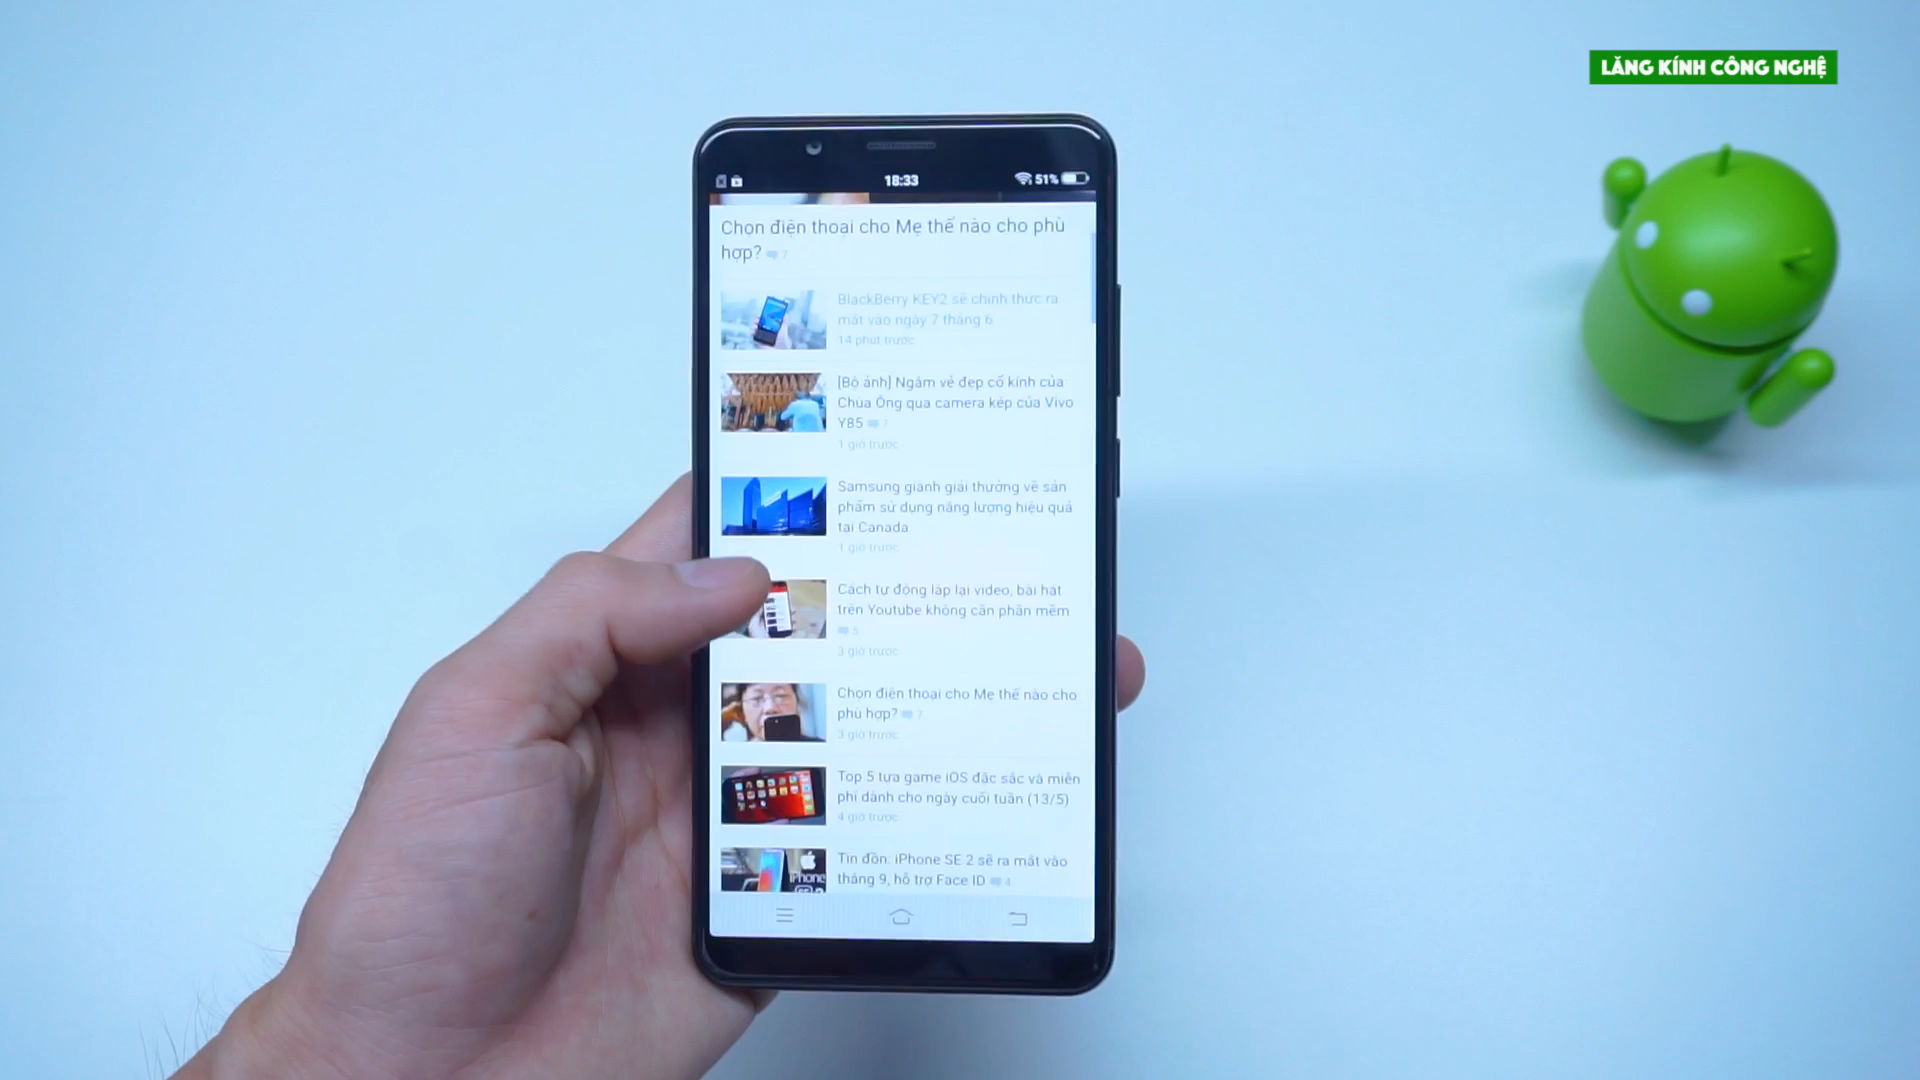 LĂNG KÍNH CÔNG NGHỆ
18:33
51%
Chọn điện thoại cho Mẹ thế nào cho phù
hợp? 7
BlackBerry KEY2 sẽ chính thức ra
mắt vào ngày 7 tháng 6
14 phút trước
[Bộ ảnh] Ngắm vẻ đẹp cổ kính của
Chùa Ông qua camera kép của Vivo
Y85 7
1 giờ trước
Samsung giành giải thưởng về sản
phẩm sử dụng năng lượng hiệu quả
tại Canada
1 giờ trước
Cách tự động lặp lại video, bài hát
trên Youtube không cần phần mềm
5
3 giờ trước
Chọn điện thoại cho Mẹ thế nào cho
phù hợp? 7
3 giờ trước
Top 5 tựa game iOS đặc sắc và miễn
phí dành cho ngày cuối tuần (13/5)
4 giờ trước
iPhone
Tin đồn: iPhone SE 2 sẽ ra mắt vào
tháng 9, hỗ trợ Face ID 4